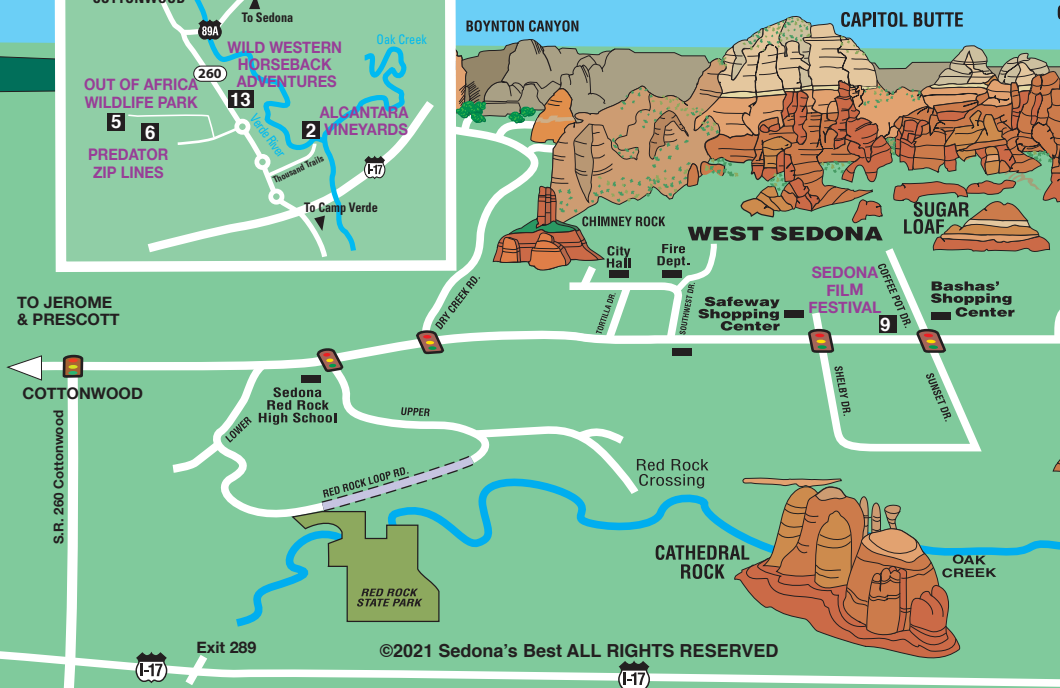 COTTONWOOD
To Sedona
89A
260
WILD WESTERN
HORSEBACK
ADVENTURES
13
Oak Creek
OUT OF AFRICA
WILDLIFE PARK
5
6
PREDATOR
ZIP LINES
Verde River
2
ALCANTARA
VINEYARDS
Thousand Trails
I-17
To Camp Verde
BOYNTON CANYON
CAPITOL BUTTE
CHIMNEY ROCK
WEST SEDONA
SUGAR
LOAF
City
Hall
Fire
Dept.
TORTILLA DR.
SOUTHWEST DR.
Safeway
Shopping
Center
SEDONA
FILM
FESTIVAL
9
COFFEE POT DR.
Bashas'
Shopping
Center
DRY CREEK RD.
TO JEROME
& PRESCOTT
COTTONWOOD
Sedona
Red Rock
High School
SHELBY DR.
SUNSET DR.
LOWER
UPPER
RED ROCK LOOP RD.
Red Rock
Crossing
S.R. 260 Cottonwood
CATHEDRAL
ROCK
OAK
CREEK
RED ROCK
STATE PARK
Exit 289
©2021 Sedona's Best ALL RIGHTS RESERVED
I-17
I-17